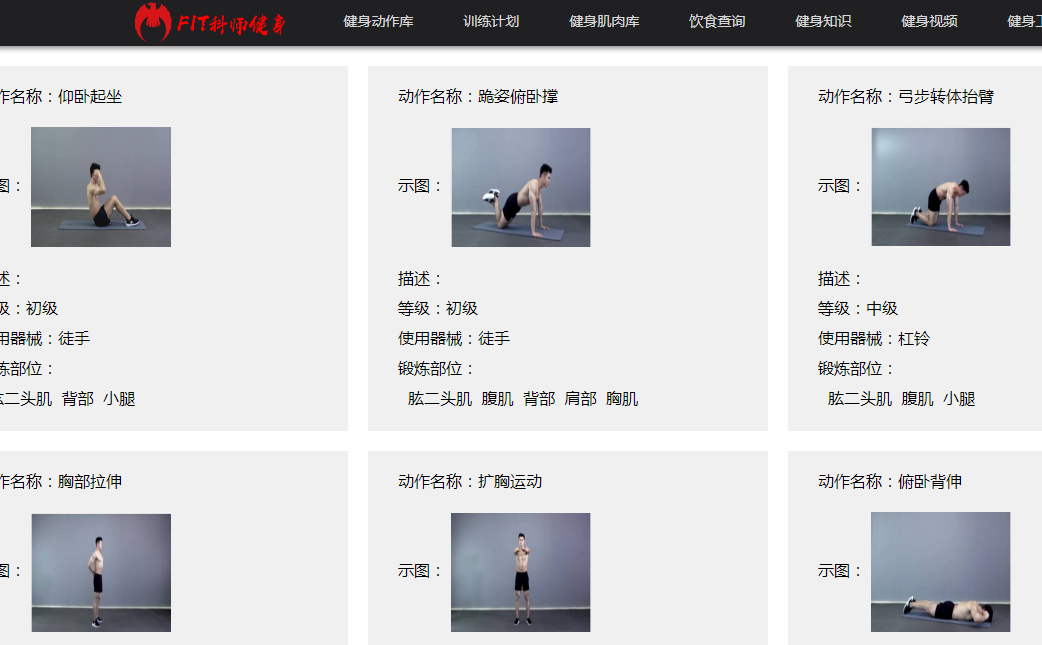 FIT科师健身
健身动作库 训练计划 健身肌肉库 饮食查询 健身知识 健身视频 健身工
作名称：仰卧起坐
图：
述：
级：初级
用器械：徒手
炼部位：
肱二头肌 背部 小腿
动作名称：跪姿俯卧撑
示图：
描述：
等级：初级
使用器械：徒手
锻炼部位：
肱二头肌 腹肌 背部 肩部 胸肌
动作名称：弓步转体抬臂
示图：
描述：
等级：中级
使用器械：杠铃
锻炼部位：
肱二头肌 腹肌 小腿
作名称：胸部拉伸
图：
动作名称：扩胸运动
示图：
动作名称：俯卧背伸
示图：